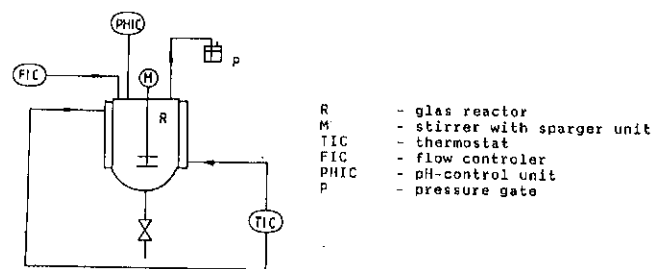 PHIC
FIC
M
P
R
TIC
R - glas reactor
M - stirrer with sparger unit
TIC - thermostat
FIC - flow controler
PHIC - pH-control unit
P - pressure gate